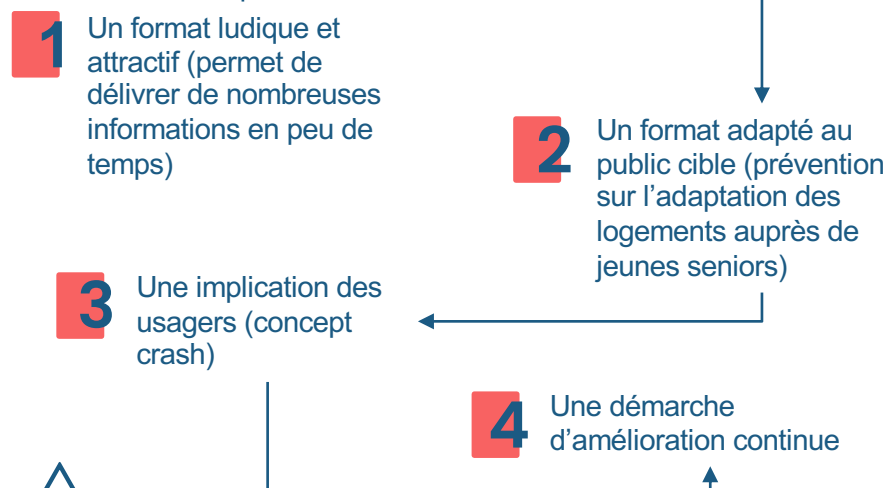 1
Un format ludique et
attractif (permet de
délivrer de nombreuses
informations en peu de
temps)
2
Un format adapté au
public cible (prévention
sur l’adaptation des
logements auprès de
jeunes seniors)
3
Une implication des
usagers (concept
crash)
4
Une démarche
d’amélioration continue